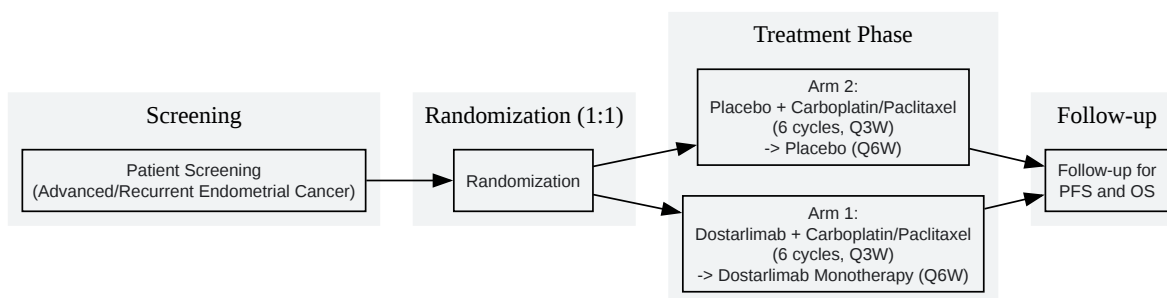 Screening
Patient Screening
(Advanced/Recurrent Endometrial Cancer)
Randomization (1:1)
Randomization
Treatment Phase
Arm 2:
Placebo + Carboplatin/Paclitaxel
(6 cycles, Q3W)
-> Placebo (Q6W)
Arm 1:
Dostarlimab + Carboplatin/Paclitaxel
(6 cycles, Q3W)
-> Dostarlimab Monotherapy (Q6W)
Follow-up
Follow-up for
PFS and OS